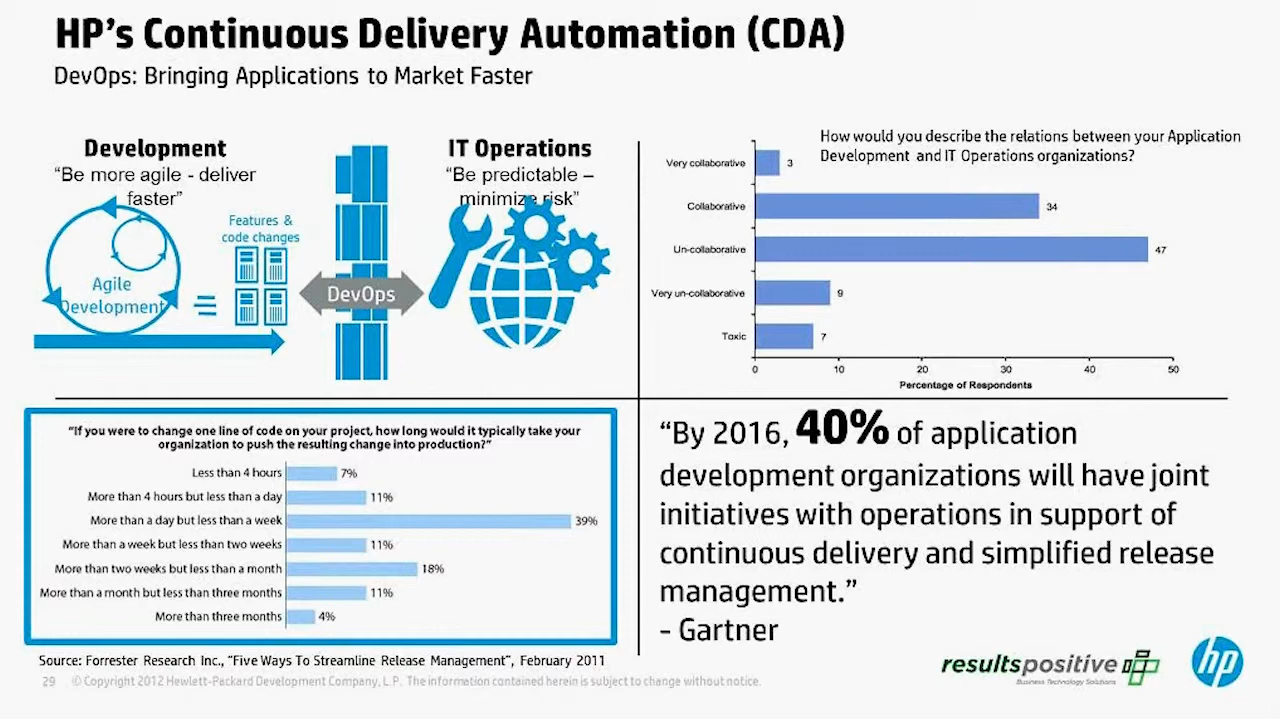 HP's Continuous Delivery Automation (CDA)
DevOps: Bringing Applications to Market Faster
Development
“Be more agile - deliver
faster”
Features &
code changes
Agile
Development
=
DevOps
IT Operations
“Be predictable –
minimize risk”
How would you describe the relations between your Application
Development and IT Operations organizations?
Very collaborative 3
Collaborative 34
Un-collaborative 47
Very un-collaborative 9
Toxic 7
0 10 20 30 40 50
Percentage of Respondents
“If you were to change one line of code on your project, how long would it typically take your
organization to push the resulting change into production?”
Less than 4 hours 7%
More than 4 hours but less than a day 11%
More than a day but less than a week 39%
More than a week but less than two weeks 11%
More than two weeks but less than a month 18%
More than a month but less than three months 11%
More than three months 4%
“By 2016, 40% of application
development organizations will have joint
initiatives with operations in support of
continuous delivery and simplified release
management.”
- Gartner
Source: Forrester Research Inc., “Five Ways To Streamline Release Management”, February 2011
29 © Copyright 2012 Hewlett-Packard Development Company, L.P. The information contained herein is subject to change without notice.
resultspositive
Business Technology Solutions
hp